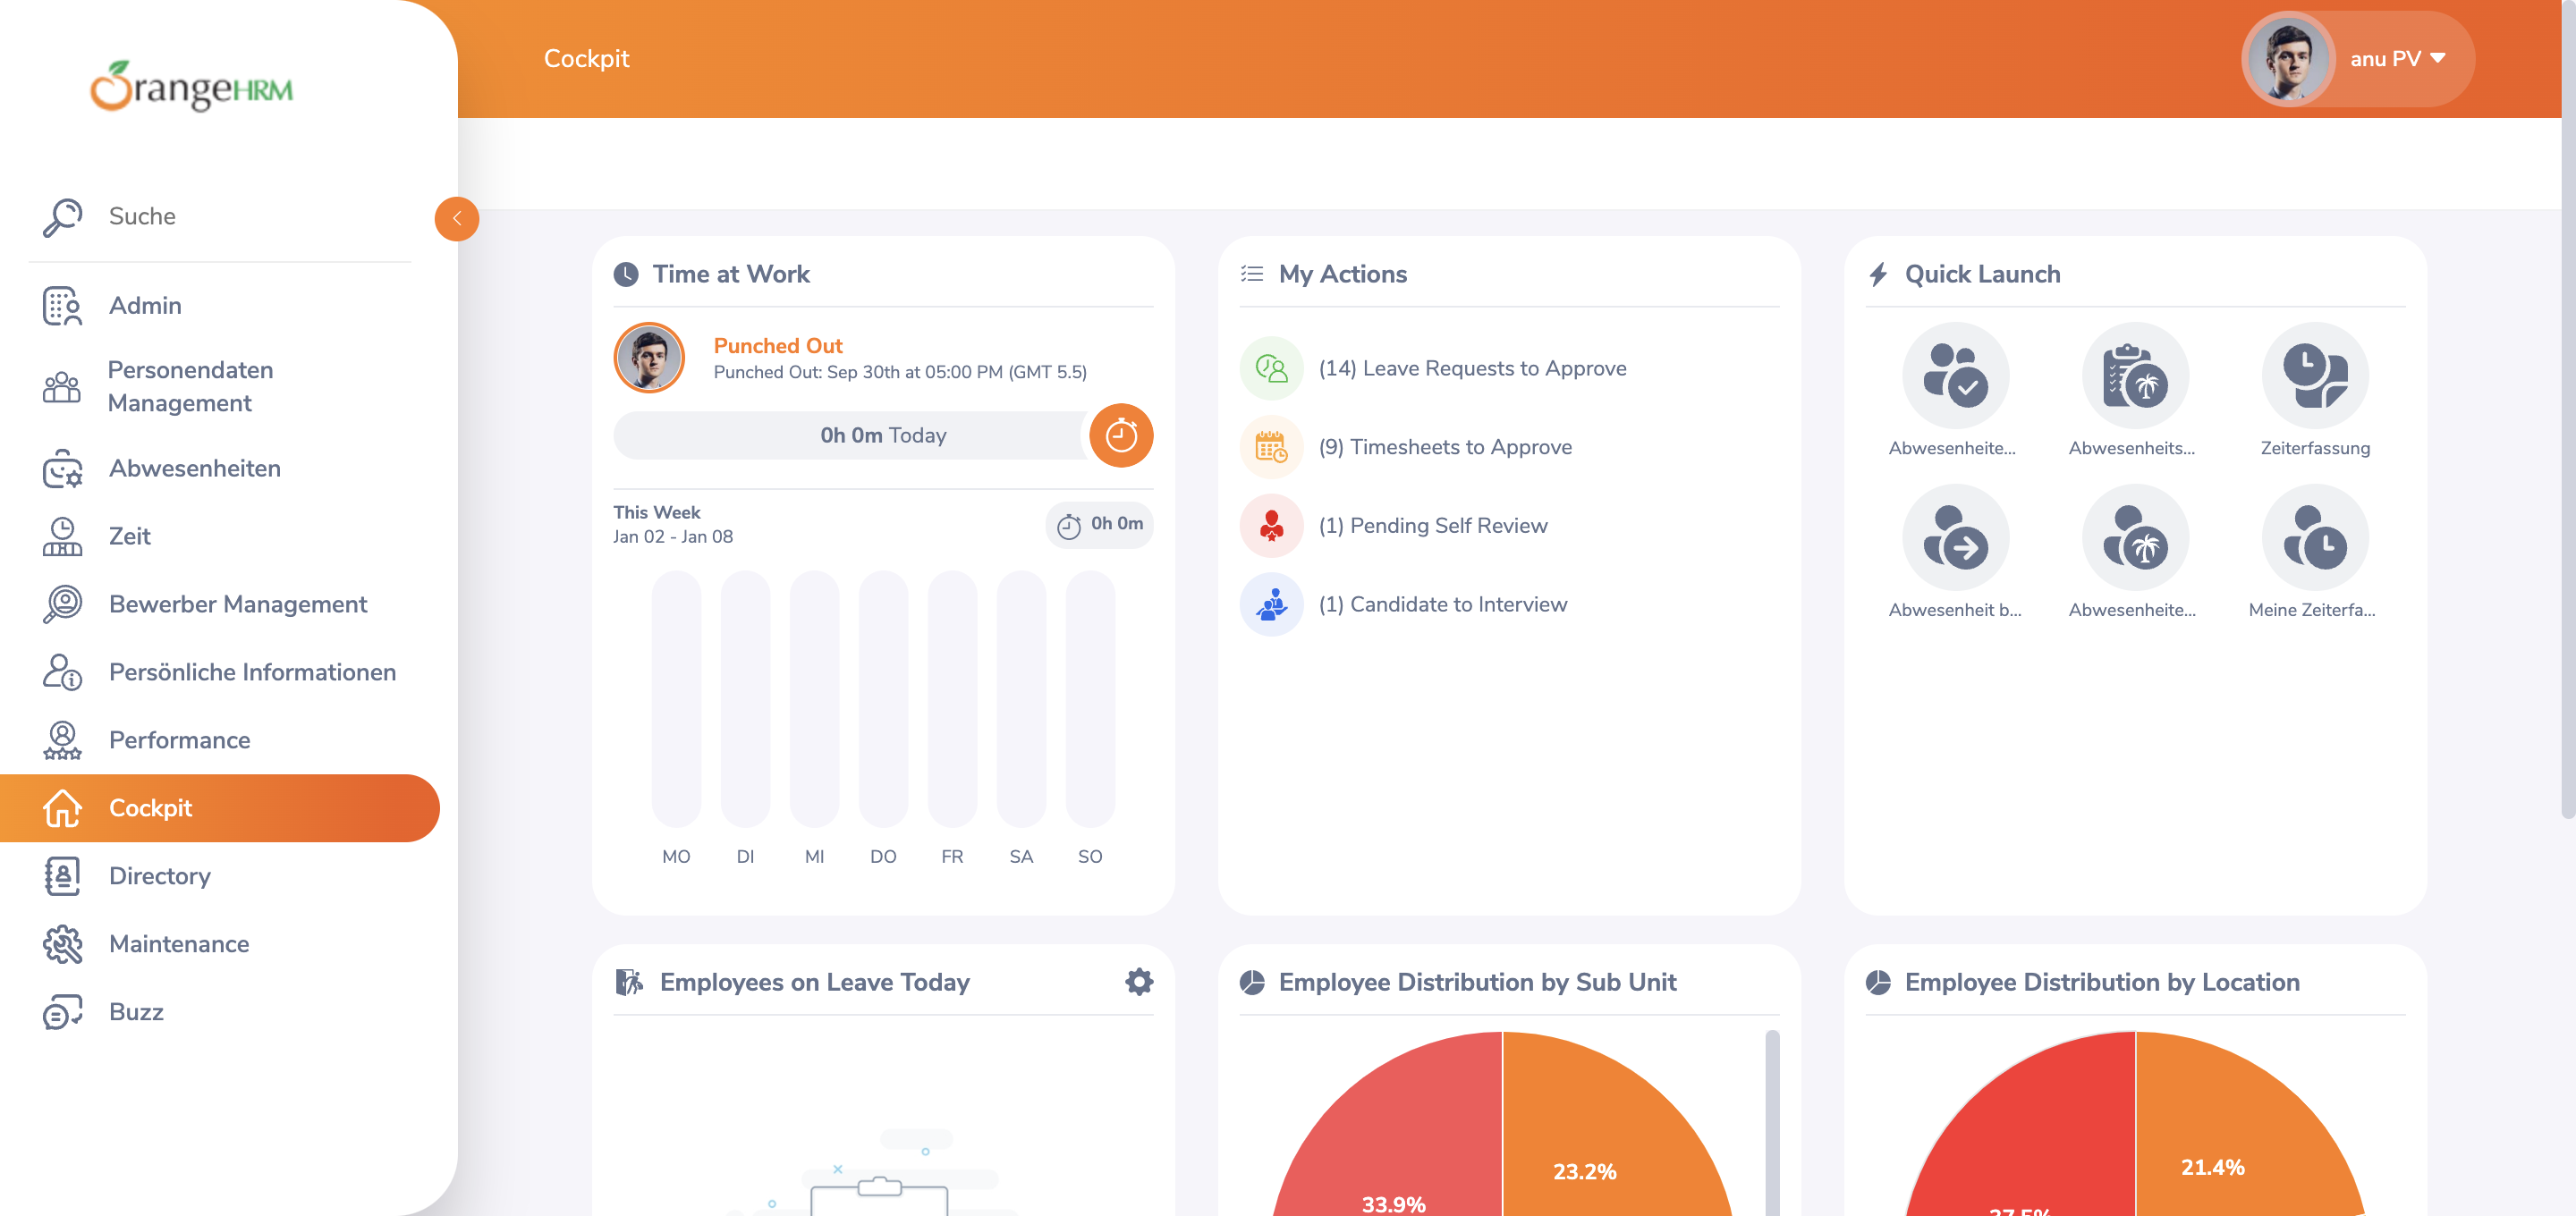 OrangeHRM
Cockpit
anu PV
Suche
Admin
Personendaten
Management
Abwesenheiten
Zeit
Bewerber Management
Persönliche Informationen
Performance
Cockpit
Directory
Maintenance
Buzz
Time at Work
Punched Out
Punched Out: Sep 30th at 05:00 PM (GMT 5.5)
0h 0m Today
This Week
Jan 02 - Jan 08
0h 0m
MO DI MI DO FR SA SO
My Actions
(14) Leave Requests to Approve
(9) Timesheets to Approve
(1) Pending Self Review
(1) Candidate to Interview
Quick Launch
Abwesenheite... Abwesenheits... Zeiterfassung
Abwesenheit b... Abwesenheite... Meine Zeiterfa...
Employees on Leave Today
Employee Distribution by Sub Unit
23.2%
33.9%
Employee Distribution by Location
21.4%